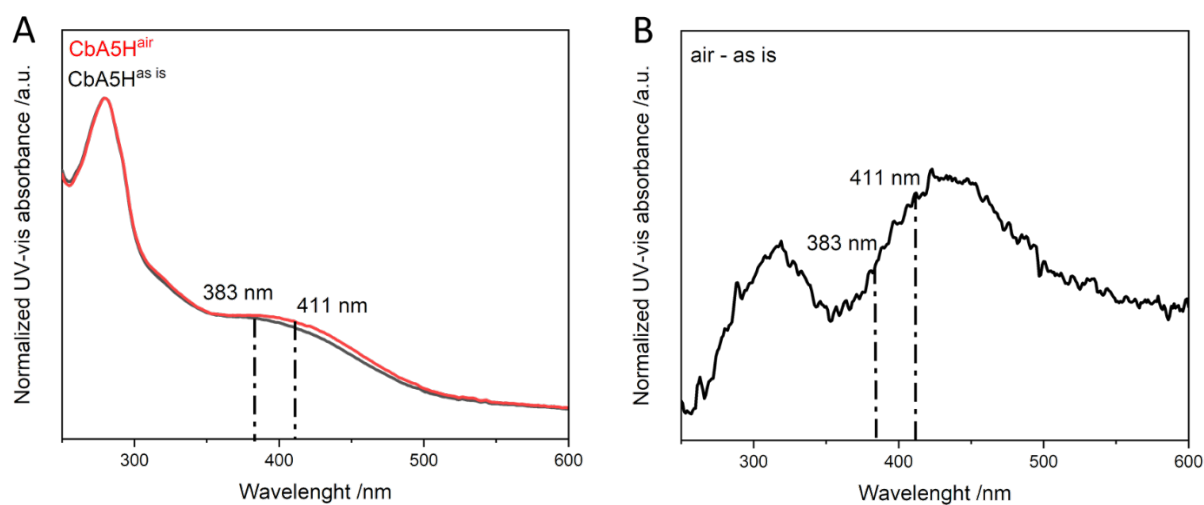 A
CbA5H^air
CbA5H^as is
383 nm
411 nm
Normalized UV-vis absorbance /a.u.
300
400
500
600
Wavelenght /nm
B
air - as is
411 nm
383 nm
Normalized UV-vis absorbance /a.u.
300
400
500
600
Wavelenght /nm